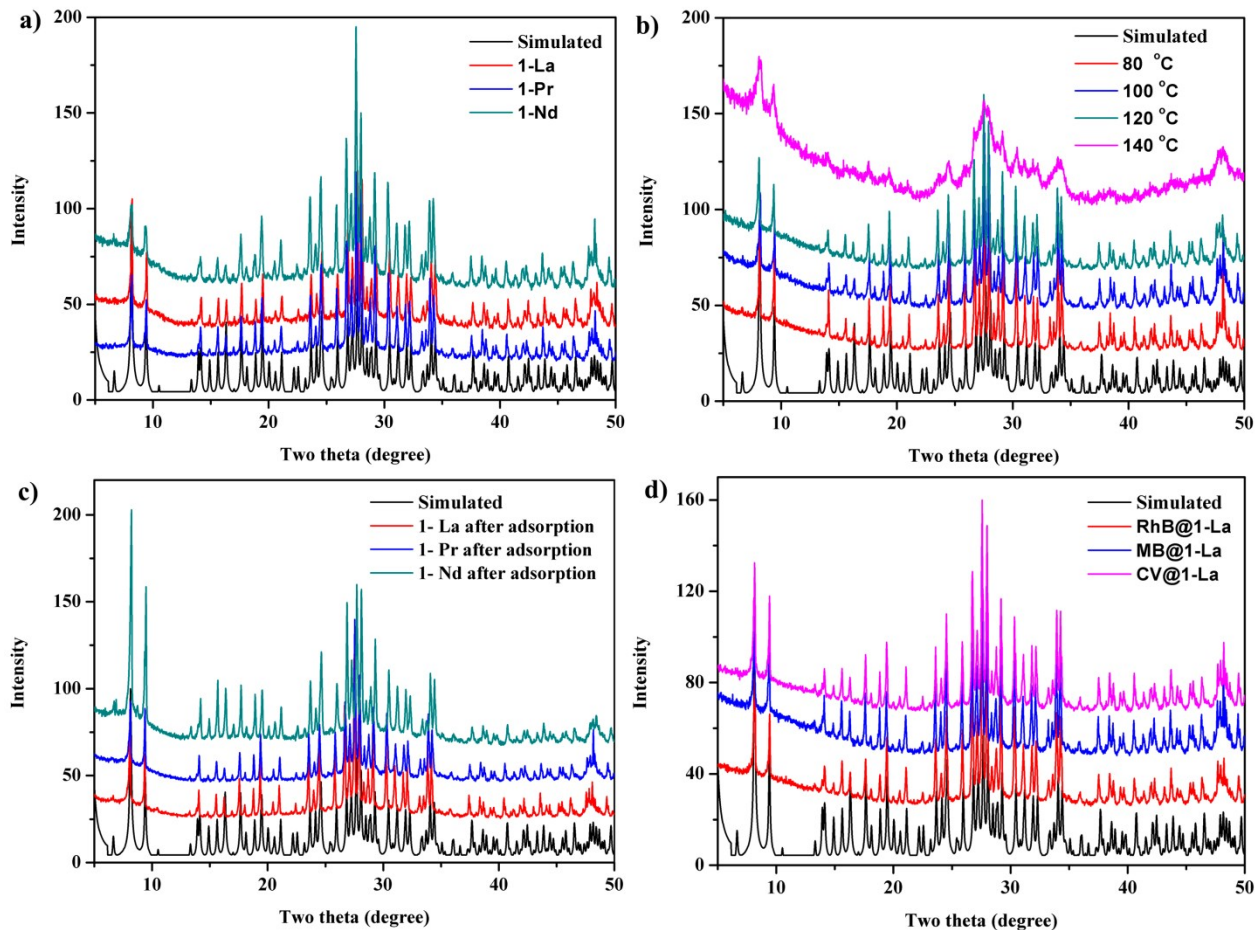 a)
200
150
100
50
0
Intensity
Simulated
1-La
1-Pr
1-Nd
10 20 30 40 50
Two theta (degree)
b)
200
150
100
50
0
Intensity
Simulated
80 °C
100 °C
120 °C
140 °C
10 20 30 40 50
Two theta (degree)
c)
200
150
100
50
0
Intensity
Simulated
1- La after adsorption
1- Pr after adsorption
1- Nd after adsorption
10 20 30 40 50
Two theta (degree)
d)
160
120
80
40
0
Intensity
Simulated
RhB@1-La
MB@1-La
CV@1-La
10 20 30 40 50
Two theta (degree)